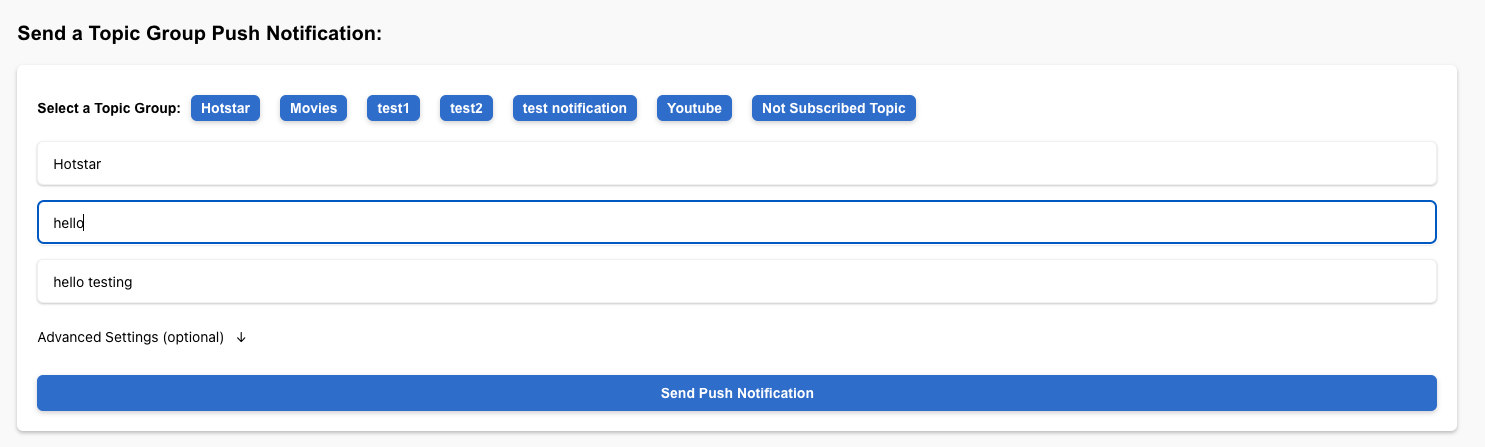 Send a Topic Group Push Notification:
Select a Topic Group: Hotstar Movies test1 test2 test notification Youtube Not Subscribed Topic
Hotstar
hello
hello testing
Advanced Settings (optional) ↓
Send Push Notification